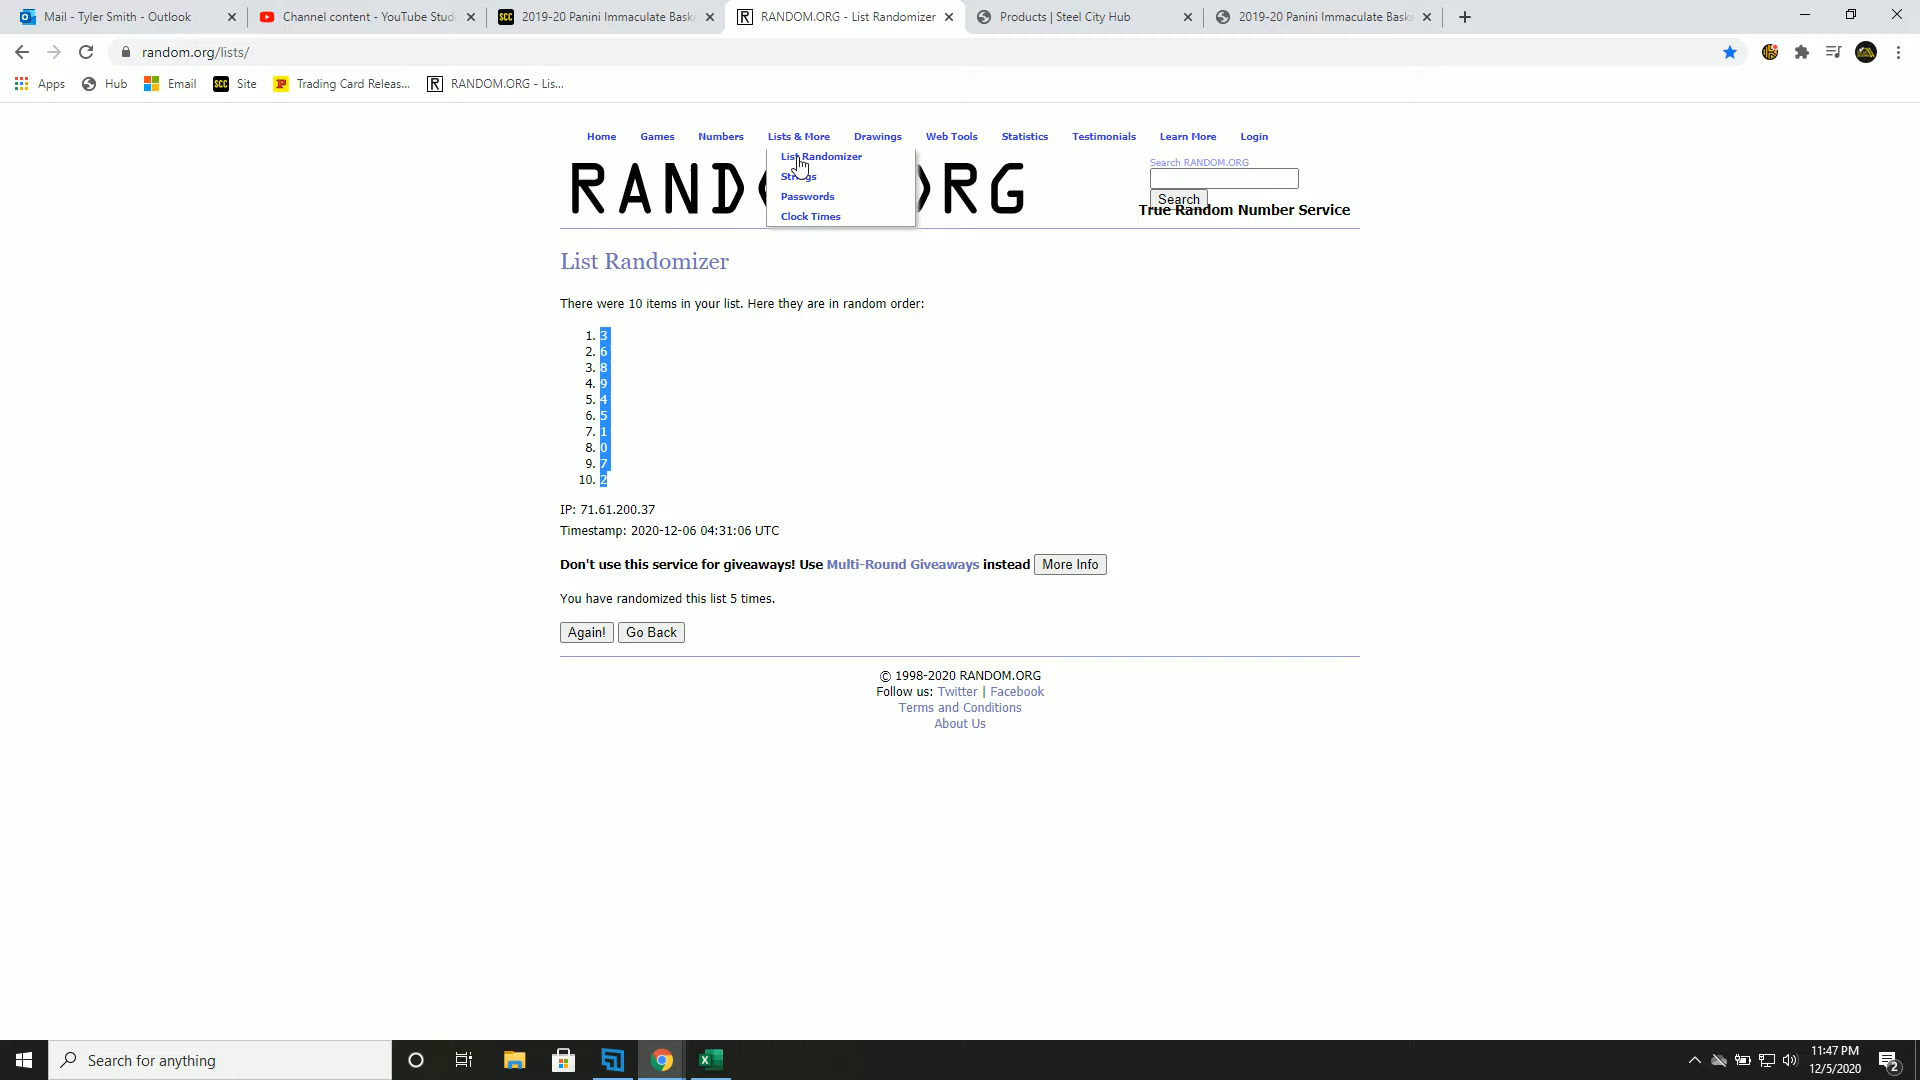 Mail - Tyler Smith - Outlook
Channel content - YouTube Studi
2019-20 Panini Immaculate Baske
RANDOM.ORG - List Randomizer
Products | Steel City Hub
2019-20 Panini Immaculate Baske
random.org/lists/
Apps
Hub
Email
Site
Trading Card Releas...
RANDOM.ORG - Lis...
Home
Games
Numbers
Lists & More
Drawings
Web Tools
Statistics
Testimonials
Learn More
Login
List Randomizer
Strings
Passwords
Clock Times
Search RANDOM.ORG
Search
True Random Number Service
List Randomizer
There were 10 items in your list. Here they are in random order:
1. 3
2. 6
3. 8
4. 9
5. 4
6. 5
7. 1
8. 0
9. 7
10. 2
IP: 71.61.200.37
Timestamp: 2020-12-06 04:31:06 UTC
Don't use this service for giveaways! Use Multi-Round Giveaways instead More Info
You have randomized this list 5 times.
Again! Go Back
© 1998-2020 RANDOM.ORG
Follow us: Twitter | Facebook
Terms and Conditions
About Us
Search for anything
11:47 PM
12/5/2020
2